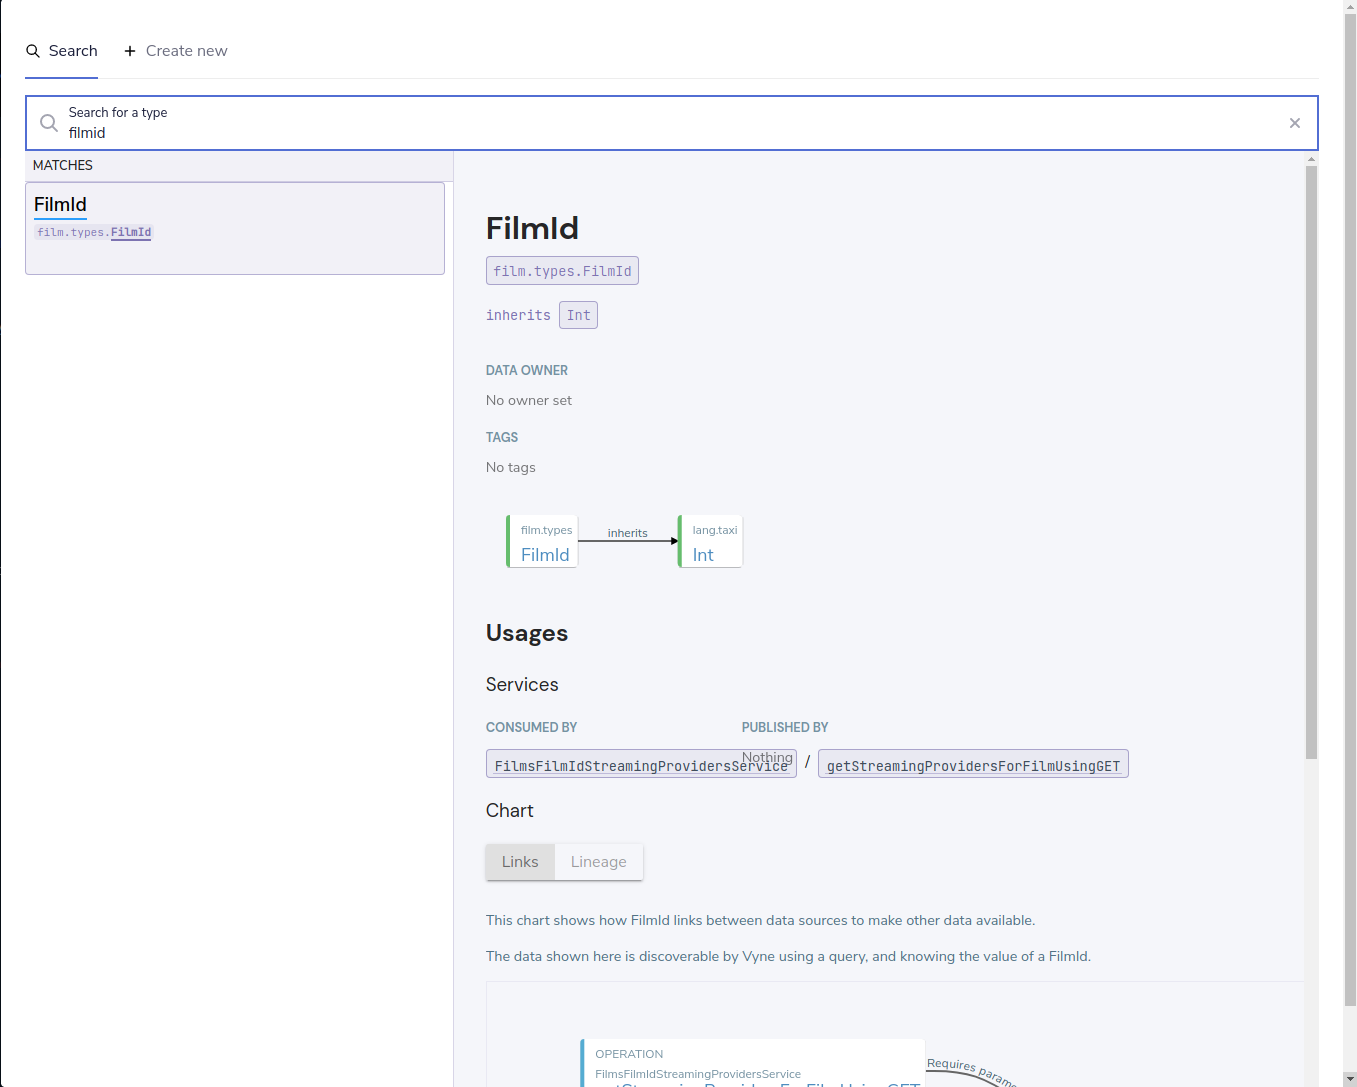 Search
Create new
Search for a type
filmid
MATCHES
FilmId
film.types.FilmId
FilmId
film.types.FilmId
inherits Int
DATA OWNER
No owner set
TAGS
No tags
film.types
FilmId
inherits
lang.taxi
Int
Usages
Services
CONSUMED BY
PUBLISHED BY
Nothing
FilmsFilmIdStreamingProvidersService / getStreamingProvidersForFilmUsingGET
Chart
Links
Lineage
This chart shows how FilmId links between data sources to make other data available.
The data shown here is discoverable by Vyne using a query, and knowing the value of a FilmId.
OPERATION
FilmsFilmIdStreamingProvidersService
getStreamingProvidersForFilmUsingGET
Requires parame